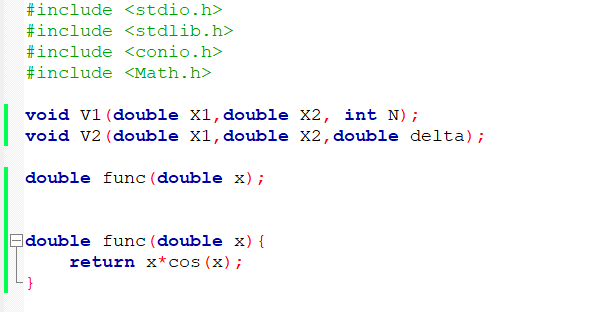 #include <stdio.h>
#include <stdlib.h>
#include <conio.h>
#include <Math.h>
void V1(double X1,double X2, int N);
void V2(double X1,double X2,double delta);
double func(double x);
double func(double x){
return x*cos(x);
}